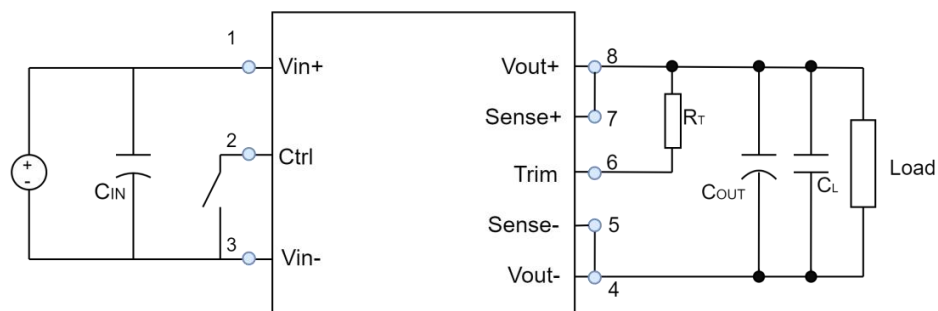 1
Vin+
+
-
CIN
2
Ctrl
3
Vin-
Vout+
8
Sense+
7
RT
Trim
6
COUT
CL
Load
Sense-
5
Vout-
4